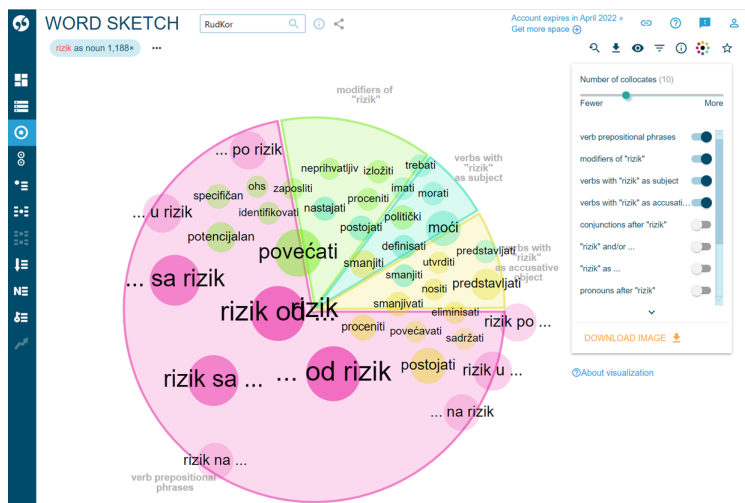 WORD SKETCH
RudKor
Account expires in April 2022 »
Get more space
rizik as noun 1,188×
modifiers of
"rizik"
verbs with
"rizik"
as subject
verbs with
"rizik"
as accusative
object
verb prepositional
phrases
... po rizik
neprihvatljiv
izložiti
trebati
ohs
zaposliti
specifičan
imati
morati
proceniti
... u rizik
identifikovati
nastajati
politički
postojati
moći
potencijalan
povećati
definisati
predstavljati
smanjiti
utvrditi
... sa rizik
smanjiti
nositi
predstavljati
rizik od ...
rizik
smanjivati
eliminisati
rizik po ...
proceniti
povećavati
sadržati
rizik sa ...
... od rizik
postojati
rizik u ...
... na rizik
rizik na ...
Number of collocates (10)
Fewer
More
verb prepositional phrases
modifiers of "rizik"
verbs with "rizik" as subject
verbs with "rizik" as accusati...
conjunctions after "rizik"
"rizik" and/or ...
"rizik" as ...
pronouns after "rizik"
DOWNLOAD IMAGE
About visualization